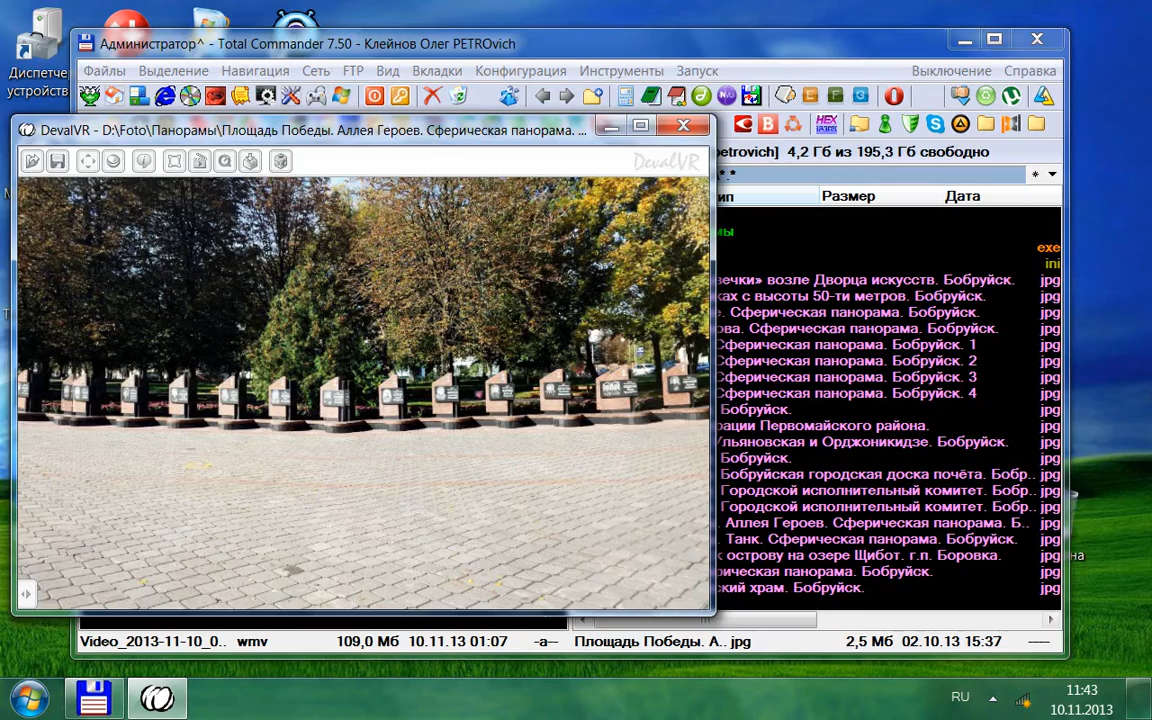 Диспетче
устройств
Администратор^ - Total Commander 7.50 - Клейнов Олег PETROvich
Файлы Выделение Навигация Сеть FTP Вид Вкладки Конфигурация Инструменты Запуск Выключение Справка
HEX
DevalVR - D:\Foto\Панорамы\Площадь Победы. Аллея Героев. Сферическая панорама. ...
DevalVR
petrovich] 4,2 Гб из 195,3 Гб свободно
*.*
* 
ип Размер Дата
мы
exe
ini
вечки» возле Дворца искусств. Бобруйск. jpg
ках с высоты 50-ти метров. Бобруйск. jpg
е. Сферическая панорама. Бобруйск. jpg
ова. Сферическая панорама. Бобруйск. jpg
Сферическая панорама. Бобруйск. 1 jpg
Сферическая панорама. Бобруйск. 2 jpg
Сферическая панорама. Бобруйск. 3 jpg
Сферическая панорама. Бобруйск. 4 jpg
Бобруйск. jpg
рации Первомайского района. jpg
Ульяновская и Орджоникидзе. Бобруйск. jpg
Бобруйск. jpg
Бобруйская городская доска почёта. Бобр.. jpg
Городской исполнительный комитет. Бобр.. jpg
Городской исполнительный комитет. Бобр.. jpg
Аллея Героев. Сферическая панорама. Б.. jpg
Танк. Сферическая панорама. Бобруйск. jpg
к острову на озере Щибот. г.п. Боровка. jpg
рическая панорама. Бобруйск. jpg
ский храм. Бобруйск. jpg
на
Video_2013-11-10_0.. wmv 109,0 Мб 10.11.13 01:07 -a-- Площадь Победы. А.. jpg 2,5 Мб 02.10.13 15:37 ----
RU
11:43
10.11.2013